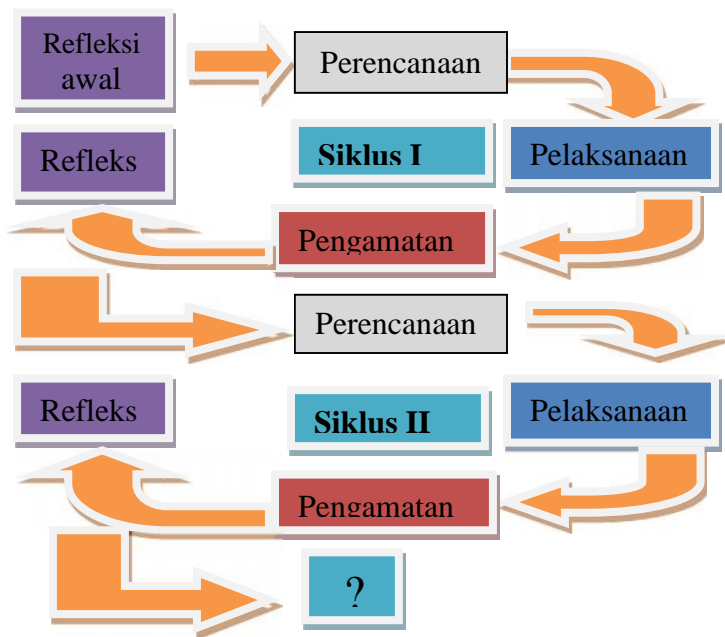 Refleksi
awal
Perencanaan
Refleks
Siklus I
Pelaksanaan
Pengamatan
Perencanaan
Refleks
Siklus II
Pelaksanaan
Pengamatan
?